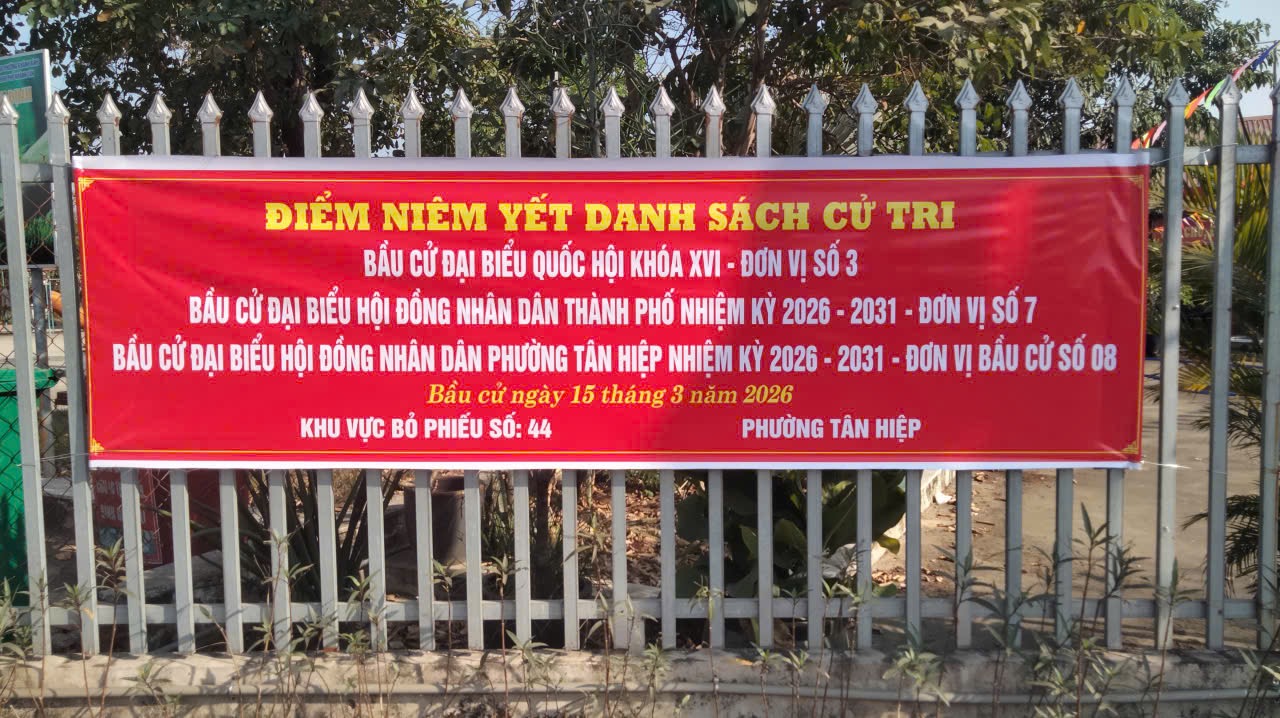 ĐIỂM NIÊM YẾT DANH SÁCH CỬ TRI
BẦU CỬ ĐẠI BIỂU QUỐC HỘI KHÓA XVI - ĐƠN VỊ SỐ 3
BẦU CỬ ĐẠI BIỂU HỘI ĐỒNG NHÂN DÂN THÀNH PHỐ NHIỆM KỲ 2026 - 2031 - ĐƠN VỊ SỐ 7
BẦU CỬ ĐẠI BIỂU HỘI ĐỒNG NHÂN DÂN PHƯỜNG TÂN HIỆP NHIỆM KỲ 2026 - 2031 - ĐƠN VỊ BẦU CỬ SỐ 08
Bầu cử ngày 15 tháng 3 năm 2026
KHU VỰC BỎ PHIẾU SỐ: 44 PHƯỜNG TÂN HIỆP